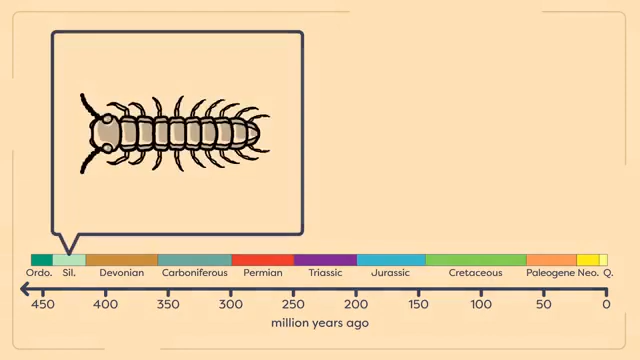 Ordo. Sil. Devonian Carboniferous Permian Triassic Jurassic Cretaceous Paleogene Neo. Q.
450 400 350 300 250 200 150 100 50 0
million years ago